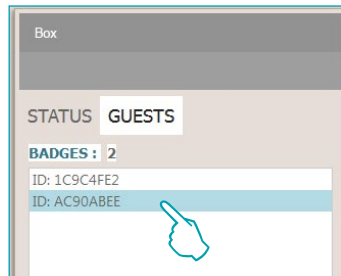 Box
STATUS GUESTS
BADGES : 2
ID: 1C9C4FE2
ID: AC90ABEE